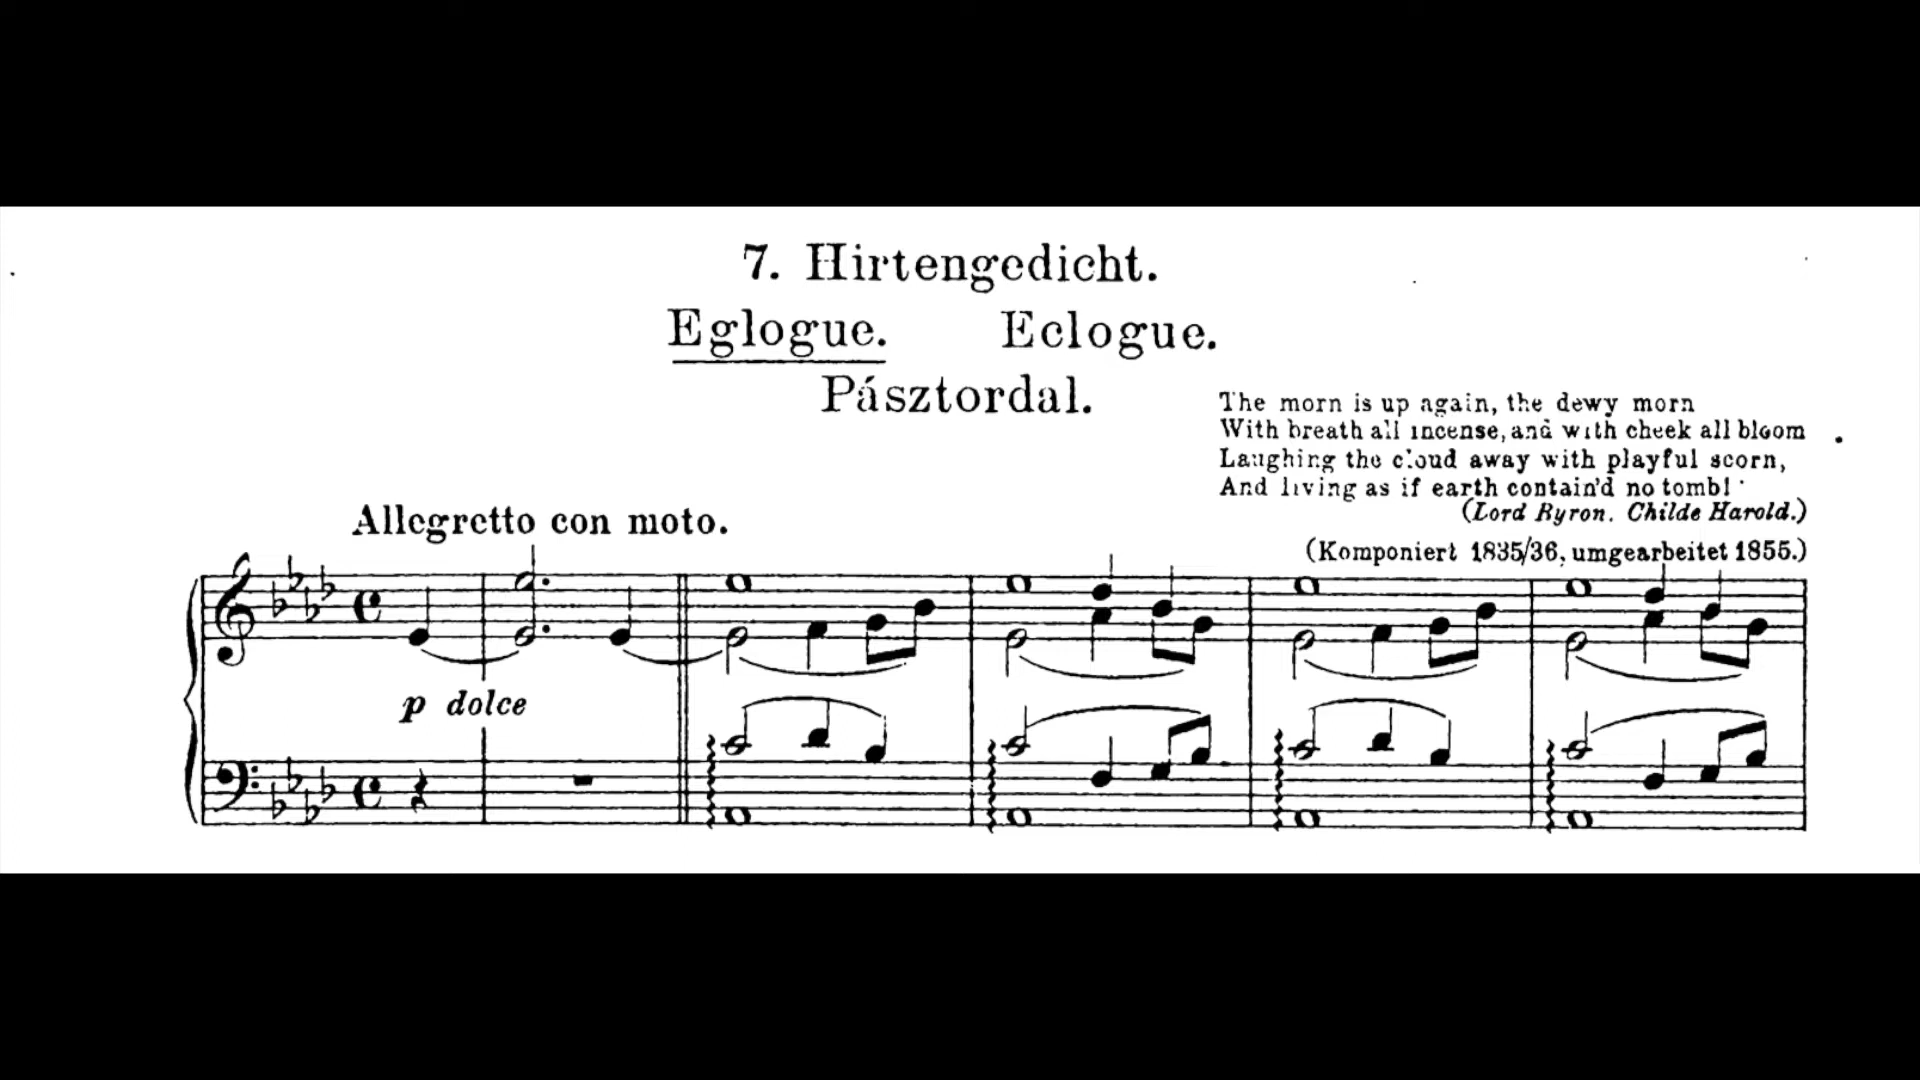 7. Hirtengedicht.
Eglogue. Eclogue.
Pásztordal.
The morn is up again, the dewy morn
With breath all incense, and with cheek all bloom
Laughing the cloud away with playful scorn,
And living as if earth contain'd no tomb!
(Lord Byron. Childe Harold.)
Allegretto con moto.
(Komponiert 1835/36, umgearbeitet 1855.)
p dolce